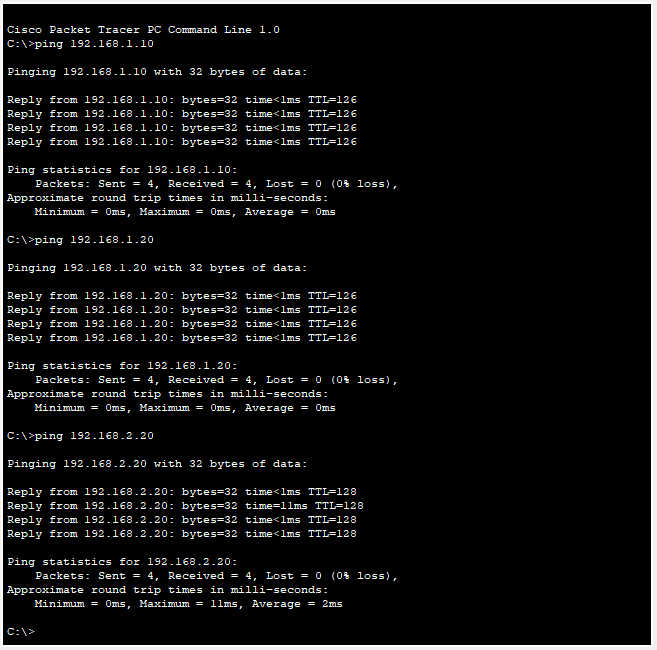 Cisco Packet Tracer PC Command Line 1.0
C:\>ping 192.168.1.10
Pinging 192.168.1.10 with 32 bytes of data:
Reply from 192.168.1.10: bytes=32 time<1ms TTL=126
Reply from 192.168.1.10: bytes=32 time<1ms TTL=126
Reply from 192.168.1.10: bytes=32 time<1ms TTL=126
Reply from 192.168.1.10: bytes=32 time<1ms TTL=126
Ping statistics for 192.168.1.10:
    Packets: Sent = 4, Received = 4, Lost = 0 (0% loss),
Approximate round trip times in milli-seconds:
    Minimum = 0ms, Maximum = 0ms, Average = 0ms
C:\>ping 192.168.1.20
Pinging 192.168.1.20 with 32 bytes of data:
Reply from 192.168.1.20: bytes=32 time<1ms TTL=126
Reply from 192.168.1.20: bytes=32 time<1ms TTL=126
Reply from 192.168.1.20: bytes=32 time<1ms TTL=126
Reply from 192.168.1.20: bytes=32 time<1ms TTL=126
Ping statistics for 192.168.1.20:
    Packets: Sent = 4, Received = 4, Lost = 0 (0% loss),
Approximate round trip times in milli-seconds:
    Minimum = 0ms, Maximum = 0ms, Average = 0ms
C:\>ping 192.168.2.20
Pinging 192.168.2.20 with 32 bytes of data:
Reply from 192.168.2.20: bytes=32 time<1ms TTL=128
Reply from 192.168.2.20: bytes=32 time=11ms TTL=128
Reply from 192.168.2.20: bytes=32 time<1ms TTL=128
Reply from 192.168.2.20: bytes=32 time<1ms TTL=128
Ping statistics for 192.168.2.20:
    Packets: Sent = 4, Received = 4, Lost = 0 (0% loss),
Approximate round trip times in milli-seconds:
    Minimum = 0ms, Maximum = 11ms, Average = 2ms
C:\>